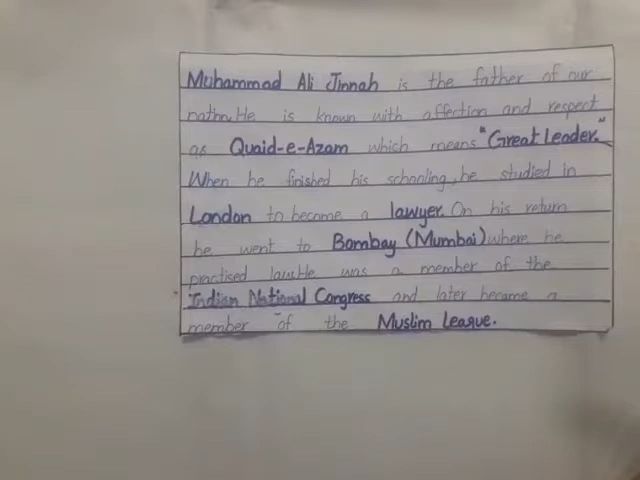 Muhammad Ali Jinnah is the father of our
nation. He is known with affection and respect
as Quaid-e-Azam which means "Great Leader."
When he finished his schooling, he studied in
London to become a lawyer. On his return
he went to Bombay (Mumbai) where he
practised law. He was a member of the
Indian National Congress and later became a
member of the Muslim League.